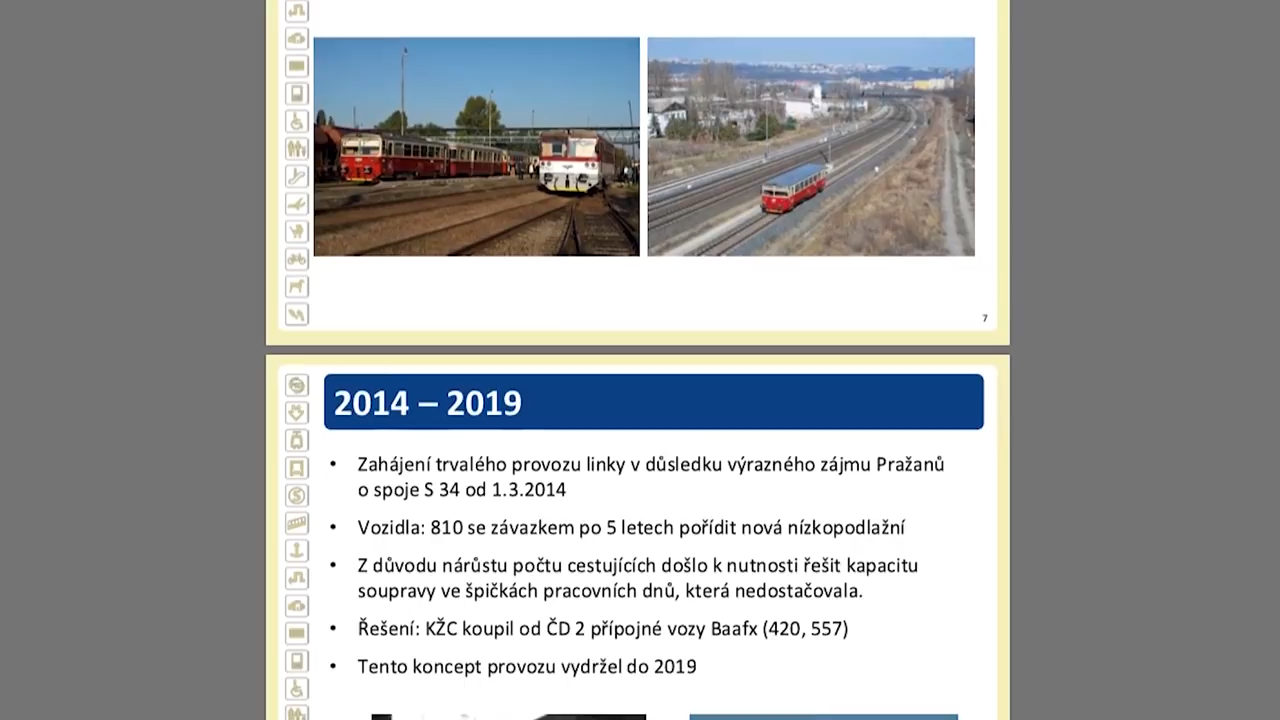 7
2014 – 2019
• Zahájení trvalého provozu linky v důsledku výrazného zájmu Pražanů
o spoje S 34 od 1.3.2014
• Vozidla: 810 se závazkem po 5 letech pořídit nová nízkopodlažní
• Z důvodu nárůstu počtu cestujících došlo k nutnosti řešit kapacitu
soupravy ve špičkách pracovních dnů, která nedostačovala.
• Řešení: KŽC koupil od ČD 2 přípojné vozy Baafx (420, 557)
• Tento koncept provozu vydržel do 2019